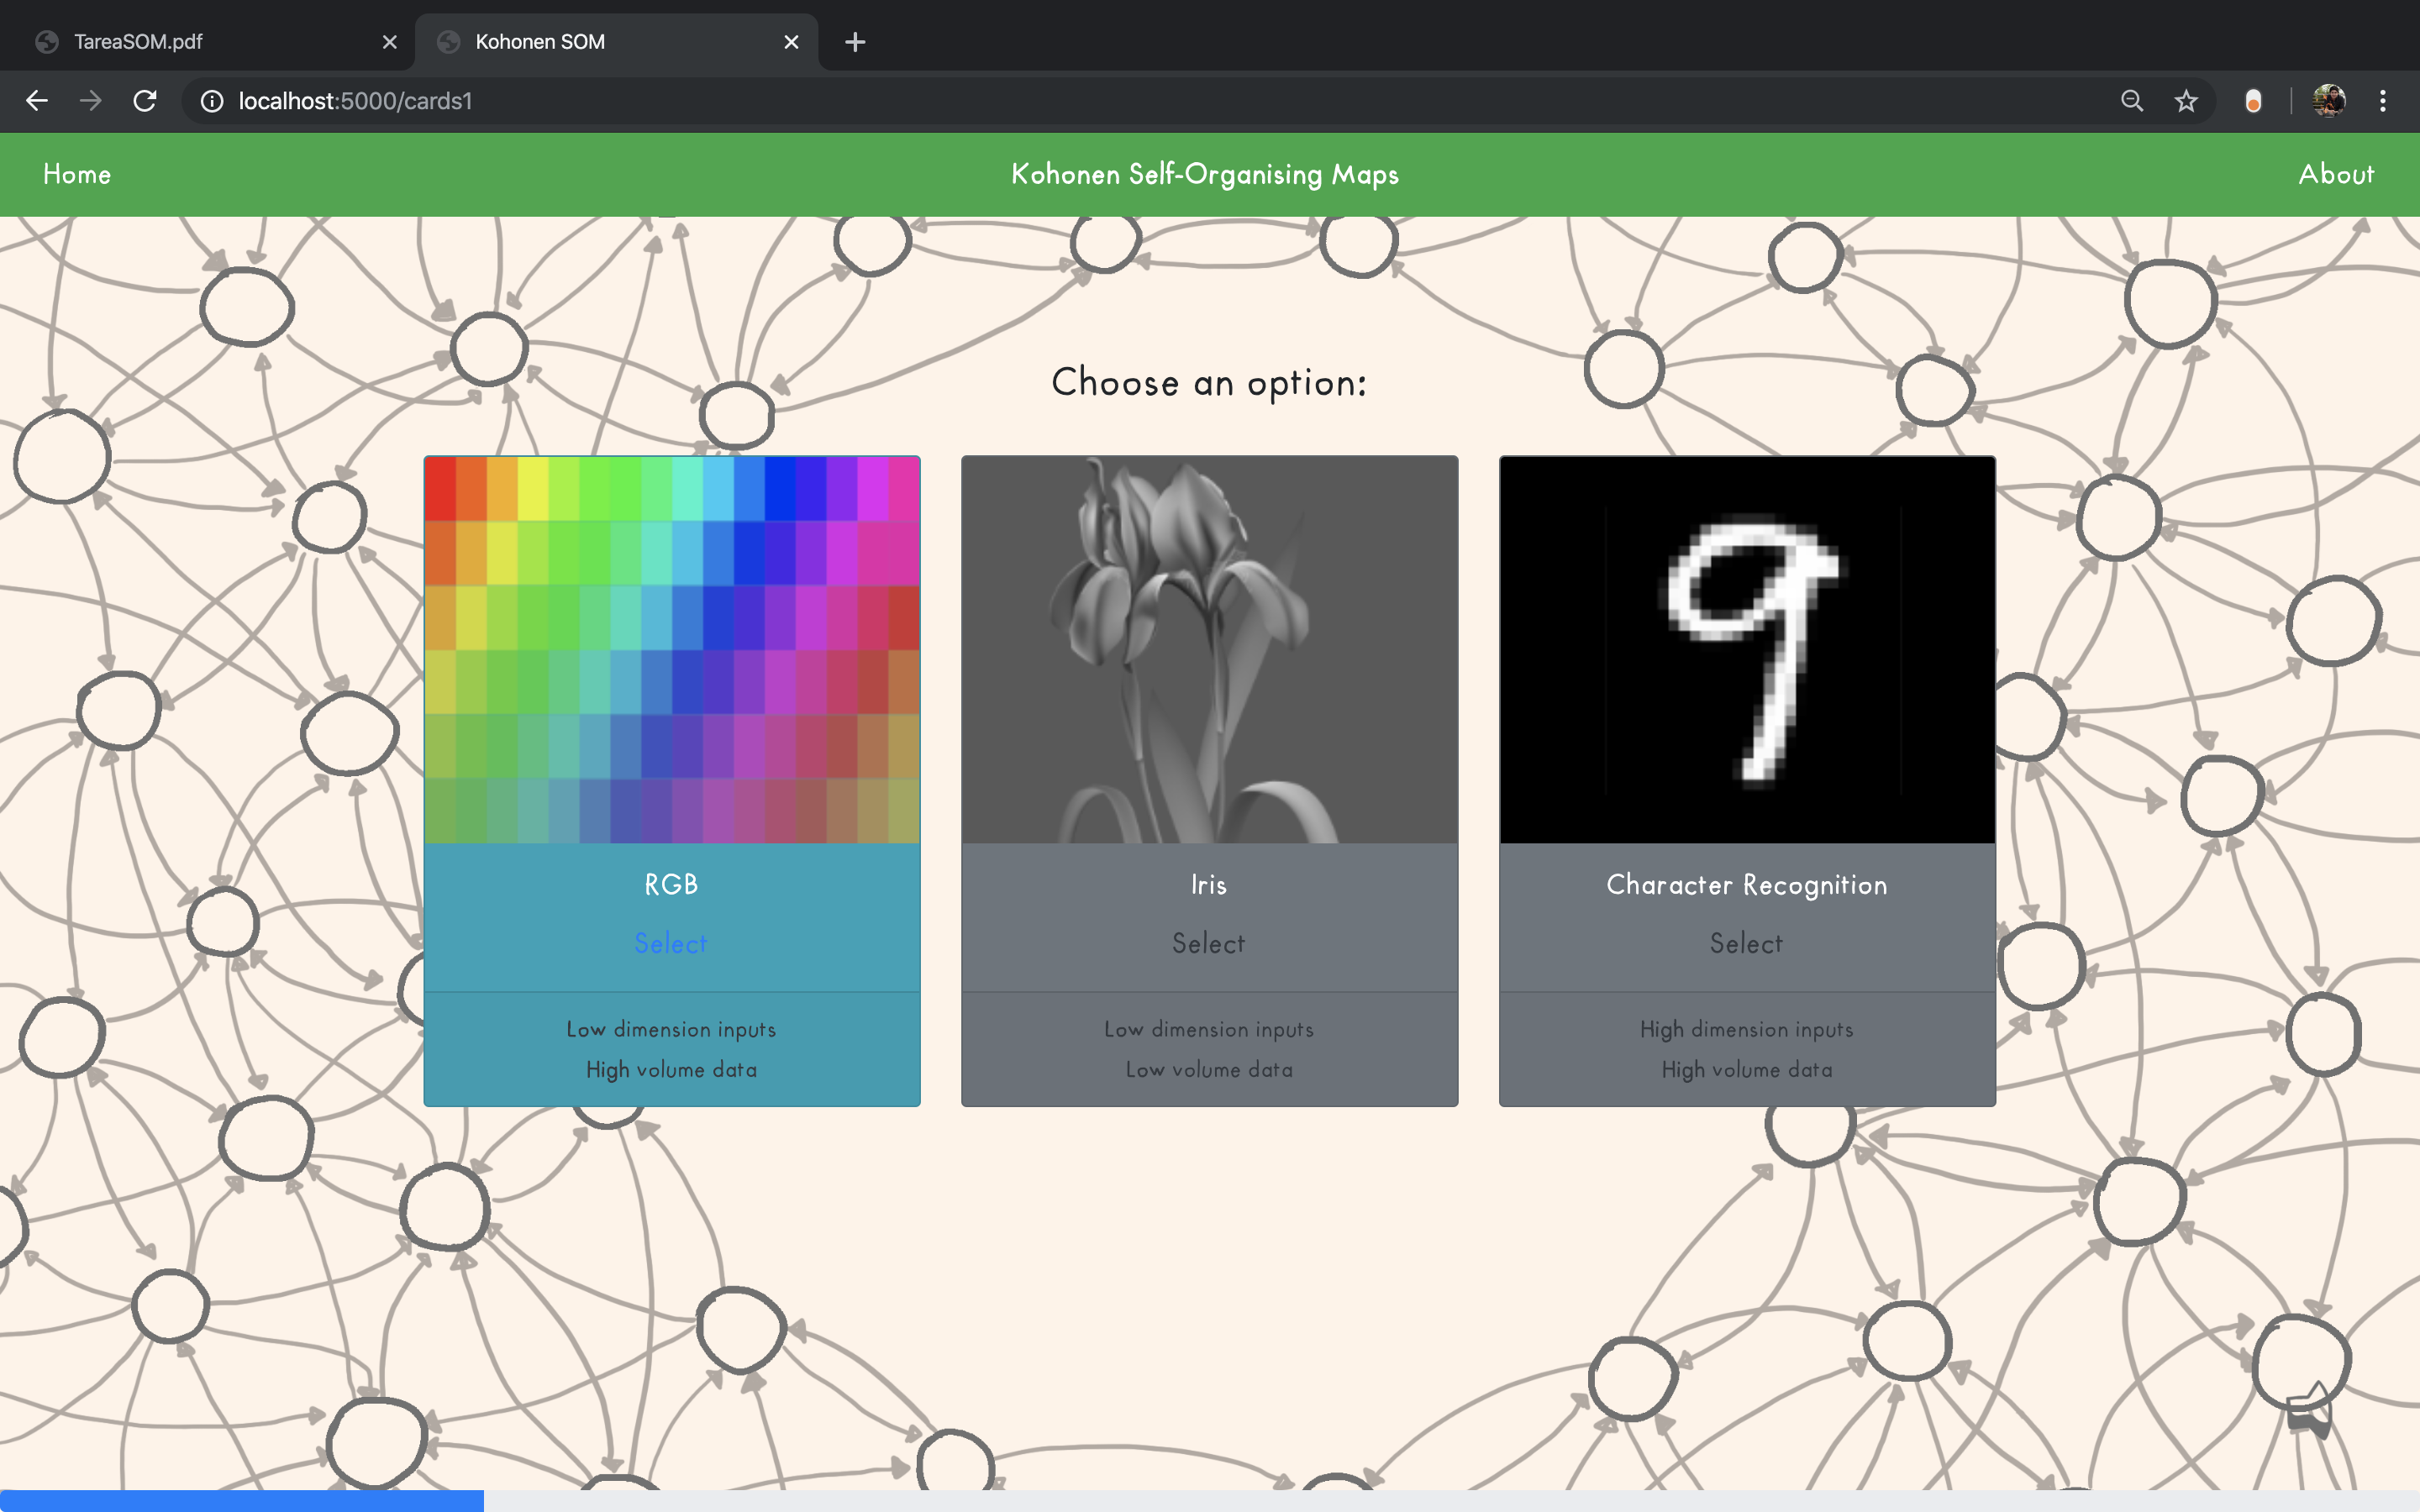 TareaSOM.pdf
Kohonen SOM
localhost:5000/cards1
Home
Kohonen Self-Organising Maps
About
Choose an option:
9
RGB
Select
Low dimension inputs
High volume data
Iris
Select
Low dimension inputs
Low volume data
Character Recognition
Select
High dimension inputs
High volume data